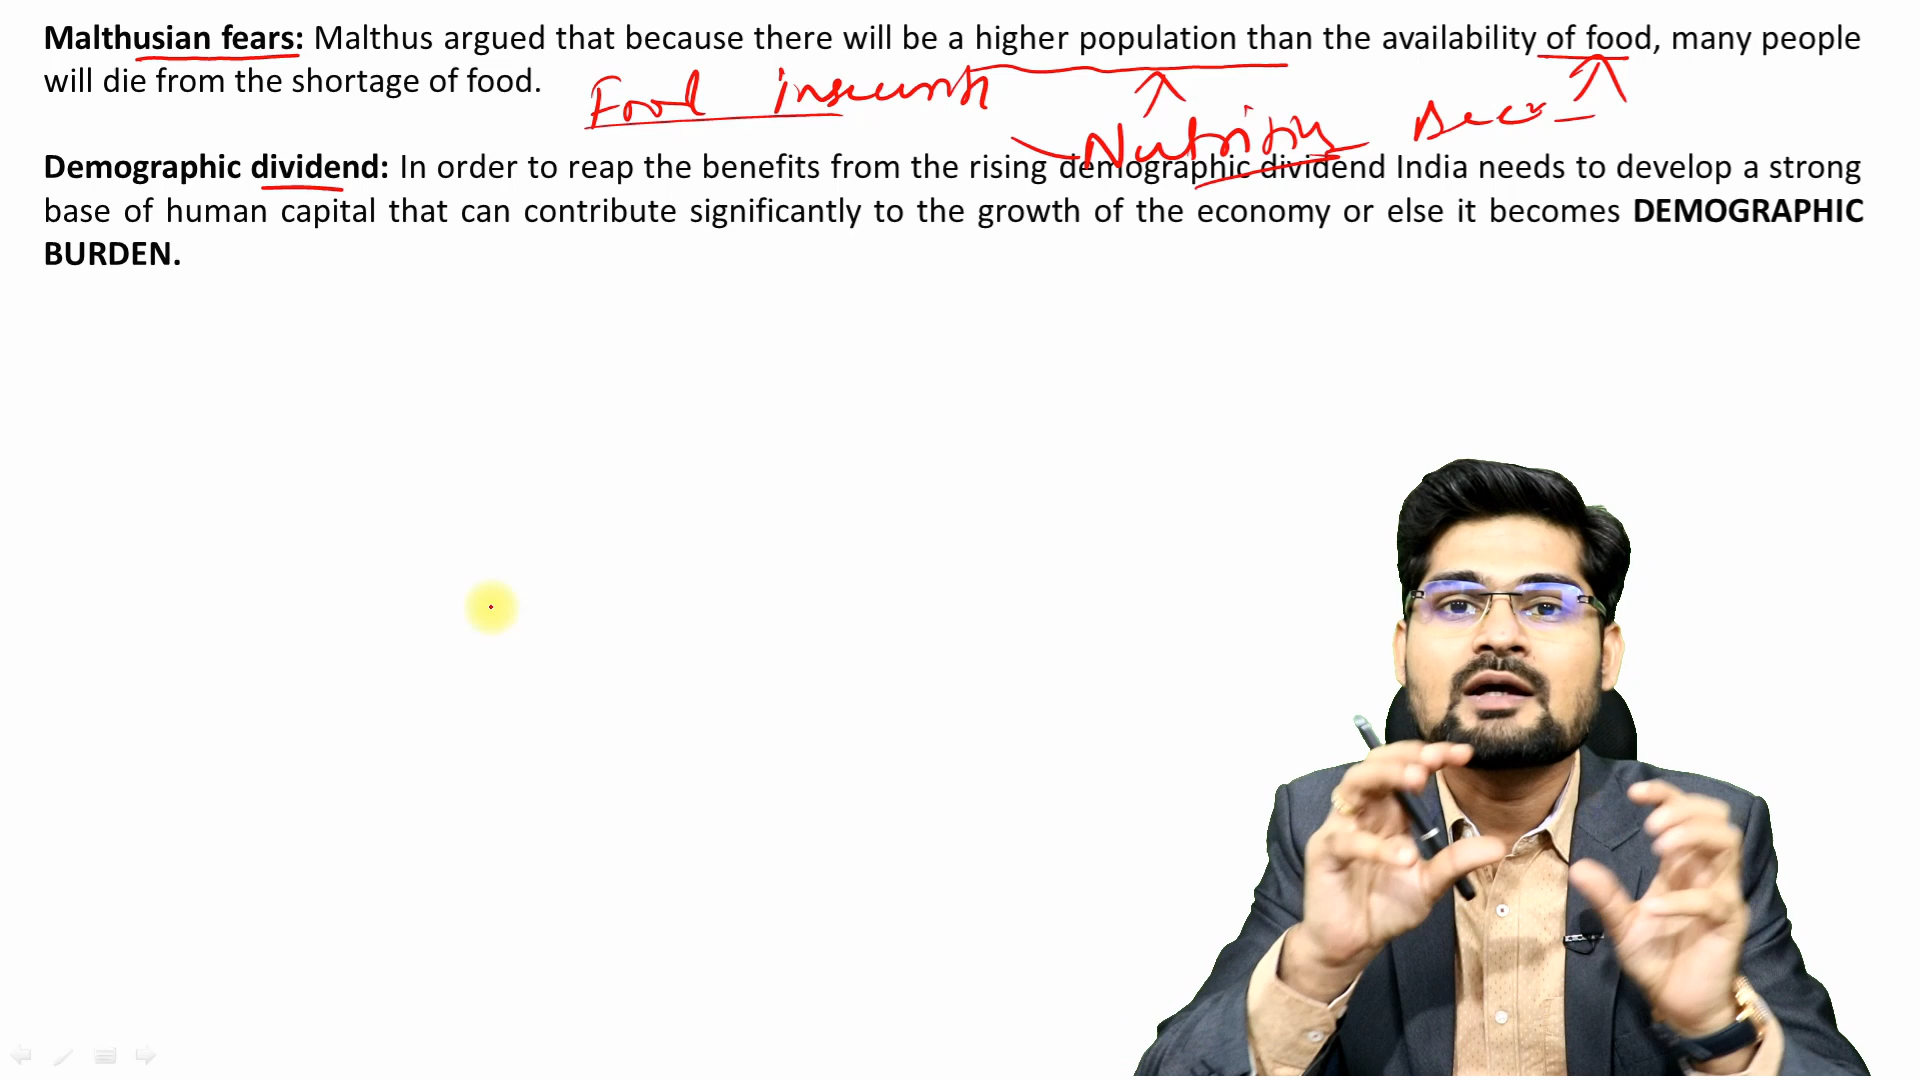 Malthusian fears: Malthus argued that because there will be a higher population than the availability of food, many people
will die from the shortage of food.
Food
Demographic dividend: In order to reap the benefits from the rising demographic dividend India needs to develop a strong
base of human capital that can contribute significantly to the growth of the economy or else it becomes DEMOGRAPHIC
BURDEN.